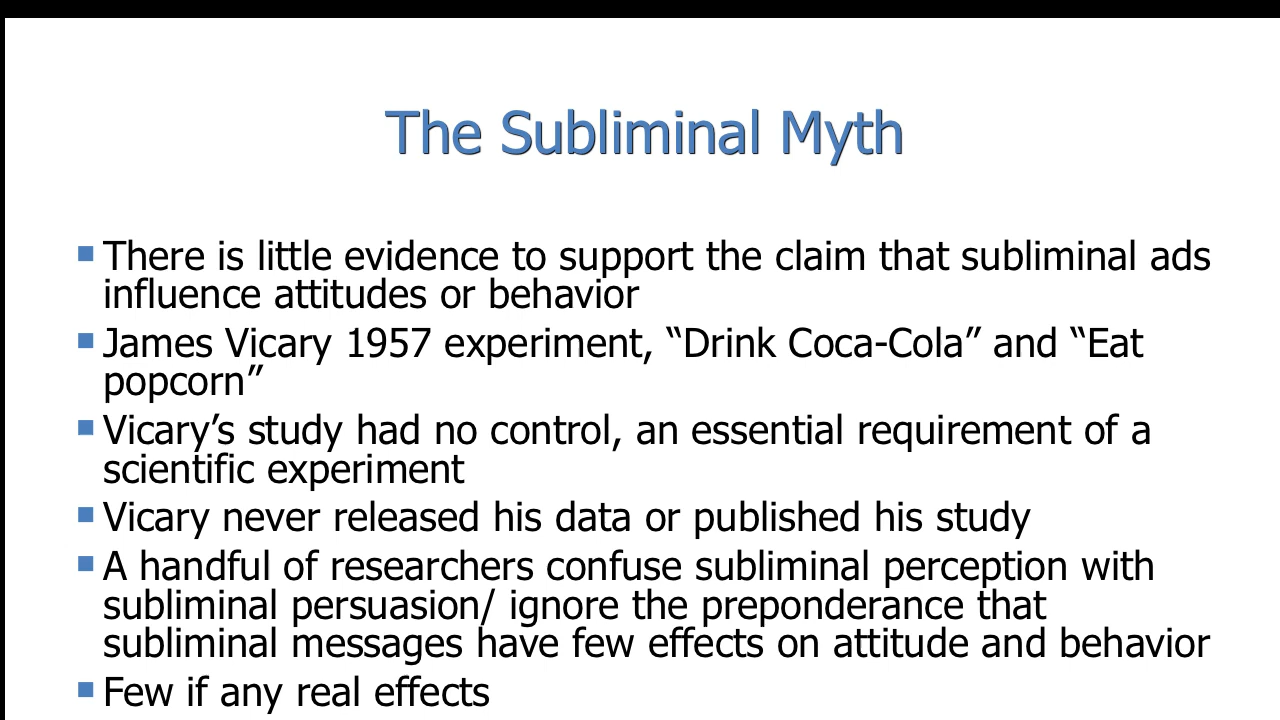 The Subliminal Myth
There is little evidence to support the claim that subliminal ads
influence attitudes or behavior
James Vicary 1957 experiment, “Drink Coca-Cola” and “Eat
popcorn”
Vicary’s study had no control, an essential requirement of a
scientific experiment
Vicary never released his data or published his study
A handful of researchers confuse subliminal perception with
subliminal persuasion/ ignore the preponderance that
subliminal messages have few effects on attitude and behavior
Few if any real effects